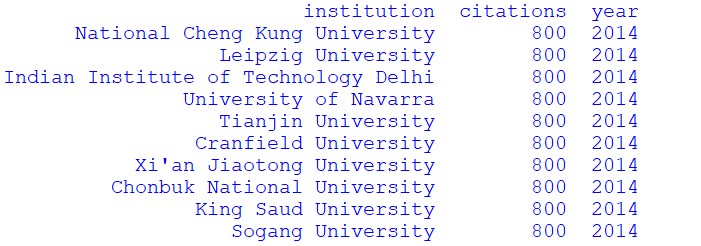 institution citations year
National Cheng Kung University 800 2014
Leipzig University 800 2014
Indian Institute of Technology Delhi 800 2014
University of Navarra 800 2014
Tianjin University 800 2014
Cranfield University 800 2014
Xi'an Jiaotong University 800 2014
Chonbuk National University 800 2014
King Saud University 800 2014
Sogang University 800 2014